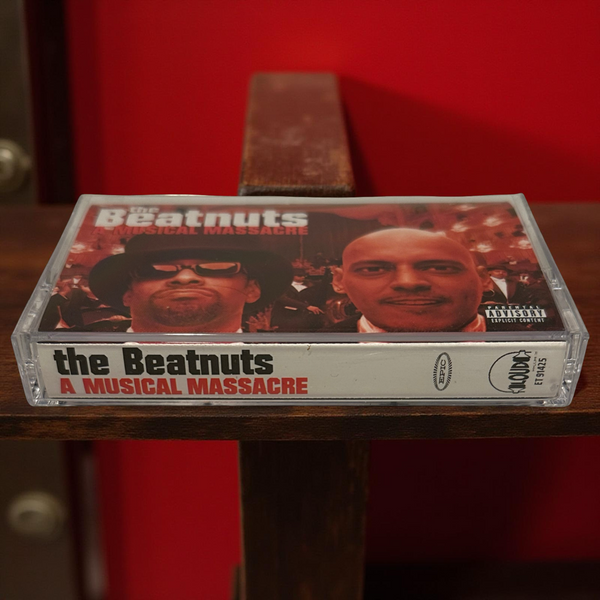 the
Beatnuts
A MUSICAL MASSACRE
PARENTAL
ADVISORY
EXPLICIT CONTENT
the Beatnuts
A MUSICAL MASSACRE
EPIC
LOUD
ET 91425